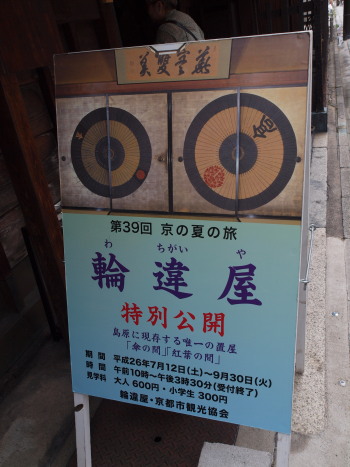 第39回 京の夏の旅
わ ちがい や
輪違屋
特別公開
島原に現存する唯一の置屋
「傘の間」「紅葉の間」
期 間 平成26年7月12日(土)~9月30日(火)
時 間 午前10時~午後3時30分(受付終了)
見学料 大人 600円・小学生 300円
輪違屋・京都市観光協会